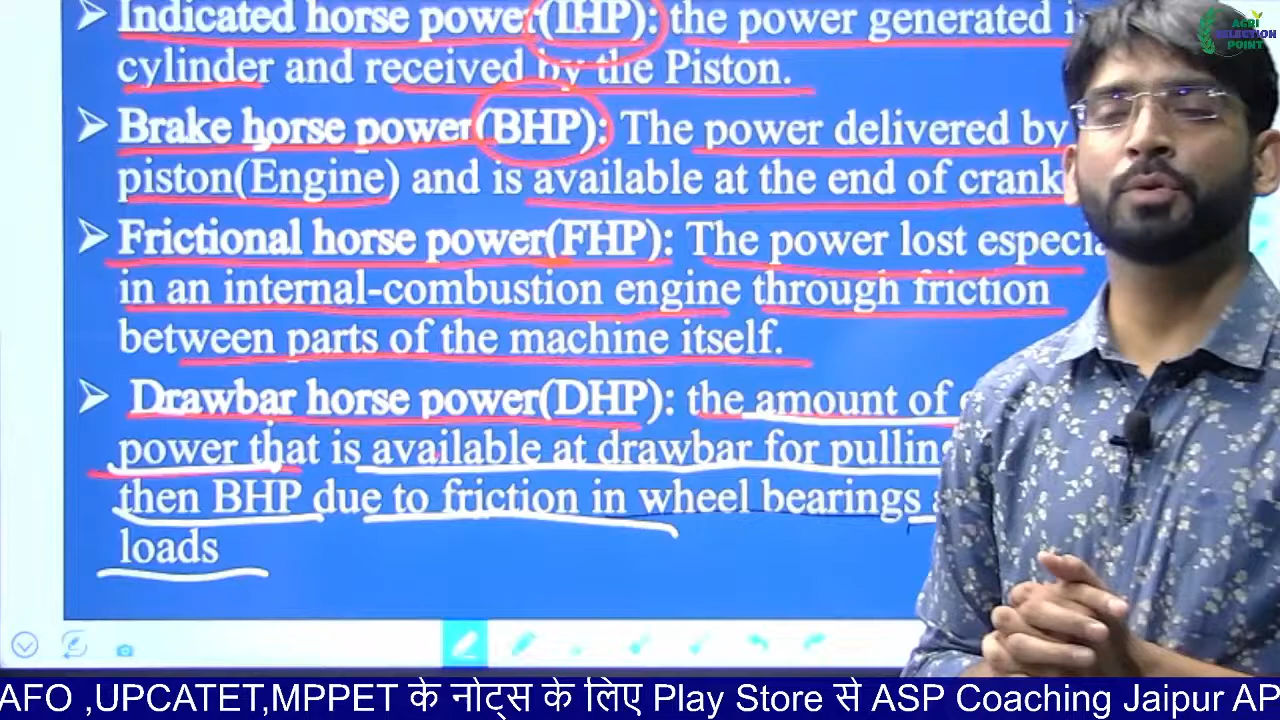 Indicated horse power(IHP): the power generated i
cylinder and received by the Piston.
Brake horse power(BHP): The power delivered by
piston(Engine) and is available at the end of crank
Frictional horse power(FHP): The power lost especia
in an internal-combustion engine through friction
between parts of the machine itself.
Drawbar horse power(DHP): the amount of
power that is available at drawbar for pulling
then BHP due to friction in wheel bearings
loads
AGRI
SELECTION
POINT
AFO ,UPCATET,MPPET के नोट्स के लिए Play Store से ASP Coaching Jaipur AP